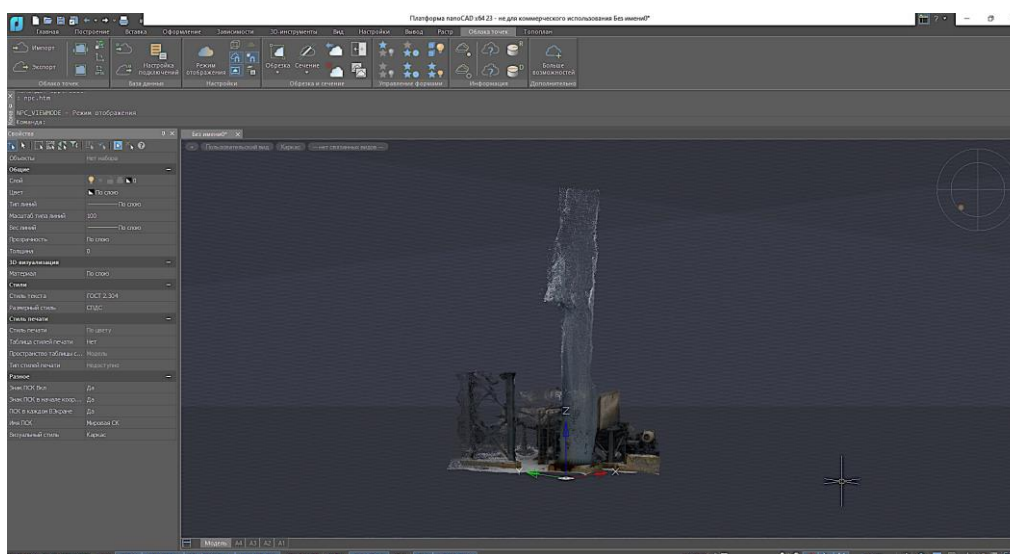 Платформа nanoCAD x64 23 - не для коммерческого использования Без имени0*
Главная Построение Вставка Оформление Зависимости 3D-инструменты Вид Настройки Вывод Растр Облака точек Топоплан
Импорт
Экспорт
Настройка подключений
Режим отображения
Обрезка Сечение
Больше возможностей
Облако точек База данных Настройки Обрезка и сечение Управление формами Информация Дополнительно
: npc.htm
NPC_VIEWMODE - Режим отображения
Команда:
Свойства
Без имени0* X
Пользовательский вид Каркас
Объекты Нет набора
Общие
Слой 0
Цвет По слою
Тип линий По слою
Масштаб типа линий 100
Вес линий По слою
Прозрачность По слою
Толщина 0
3D визуализация
Материал По слою
Стили
Стиль текста ГОСТ 2.304
Размерный стиль СПДС
Стиль печати
Стиль печати По цвету
Таблица стилей печати Нет
Пространство таблицы с... Модель
Тип стилей печати Недоступно
Разное
Знак ПСК Вкл Да
Знак ПСК в начале коор... Да
ПСК в каждом ВЭкране Да
Имя ПСК Мировая СК
Визуальный стиль Каркас
Z
Y
X
Модель A4 A3 A2 A1